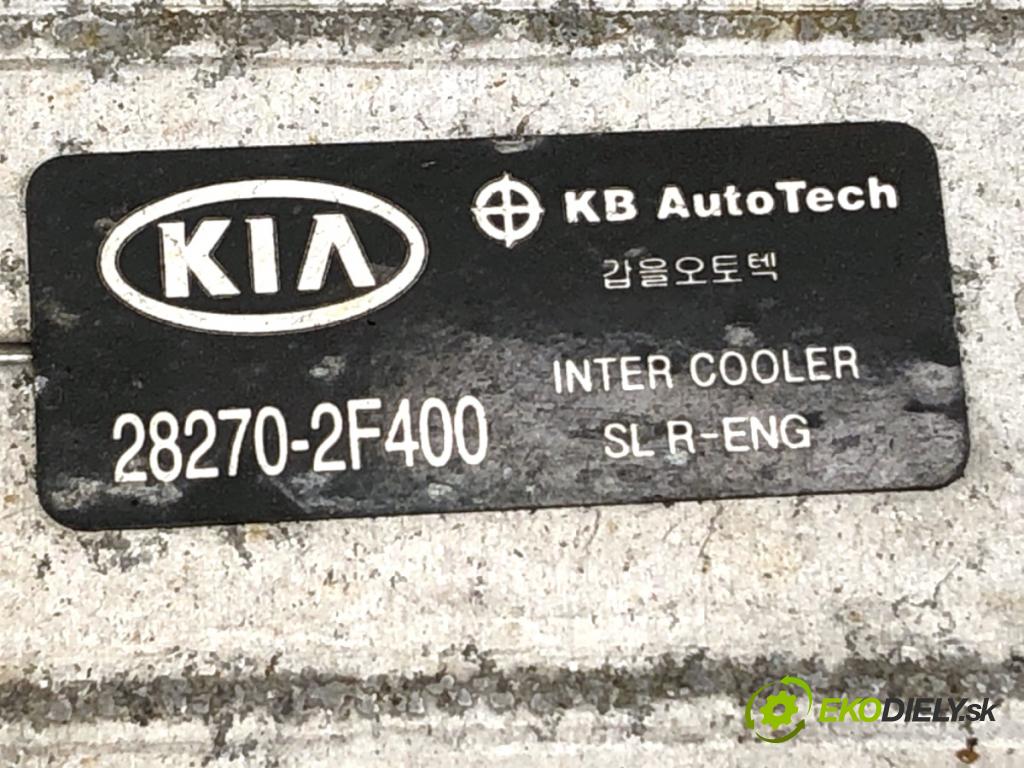 KIA
KB AutoTech
갑을오토텍
INTER COOLER
28270-2F400
SL R-ENG
EKODIELY.sk